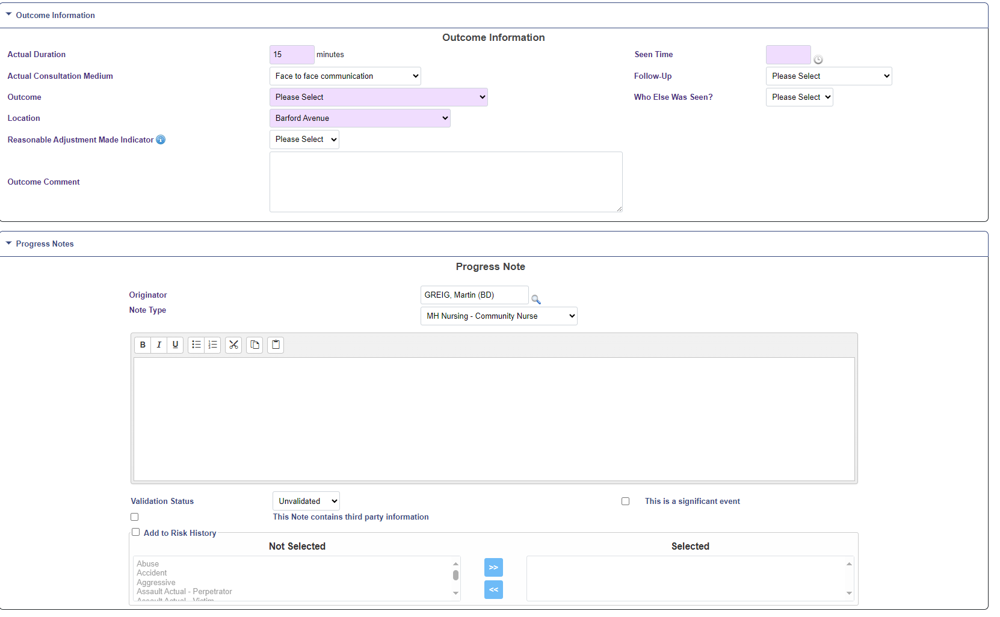 Outcome Information
Outcome Information
Actual Duration 15 minutes Seen Time
Actual Consultation Medium Face to face communication Follow-Up Please Select
Outcome Please Select Who Else Was Seen? Please Select
Location Barford Avenue
Reasonable Adjustment Made Indicator Please Select
Outcome Comment
Progress Notes
Progress Note
Originator GREIG, Martin (BD)
Note Type MH Nursing - Community Nurse
B I U
Validation Status Unvalidated This is a significant event
This Note contains third party information
Add to Risk History
Not Selected Selected
Abuse
Accident
Aggressive
Assault Actual - Perpetrator
Assault Actual - Victim
>>
<<